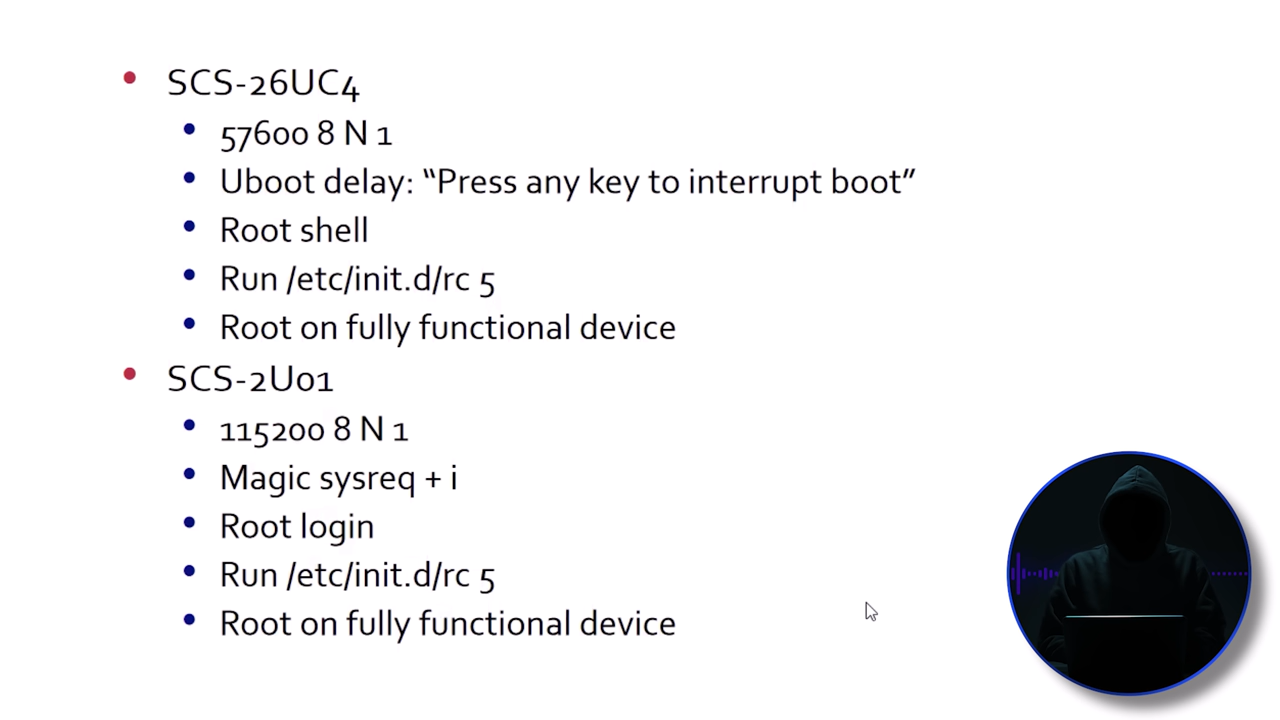 SCS-26UC4
57600 8 N 1
Uboot delay: “Press any key to interrupt boot”
Root shell
Run /etc/init.d/rc 5
Root on fully functional device
SCS-2U01
115200 8 N 1
Magic sysreq + i
Root login
Run /etc/init.d/rc 5
Root on fully functional device